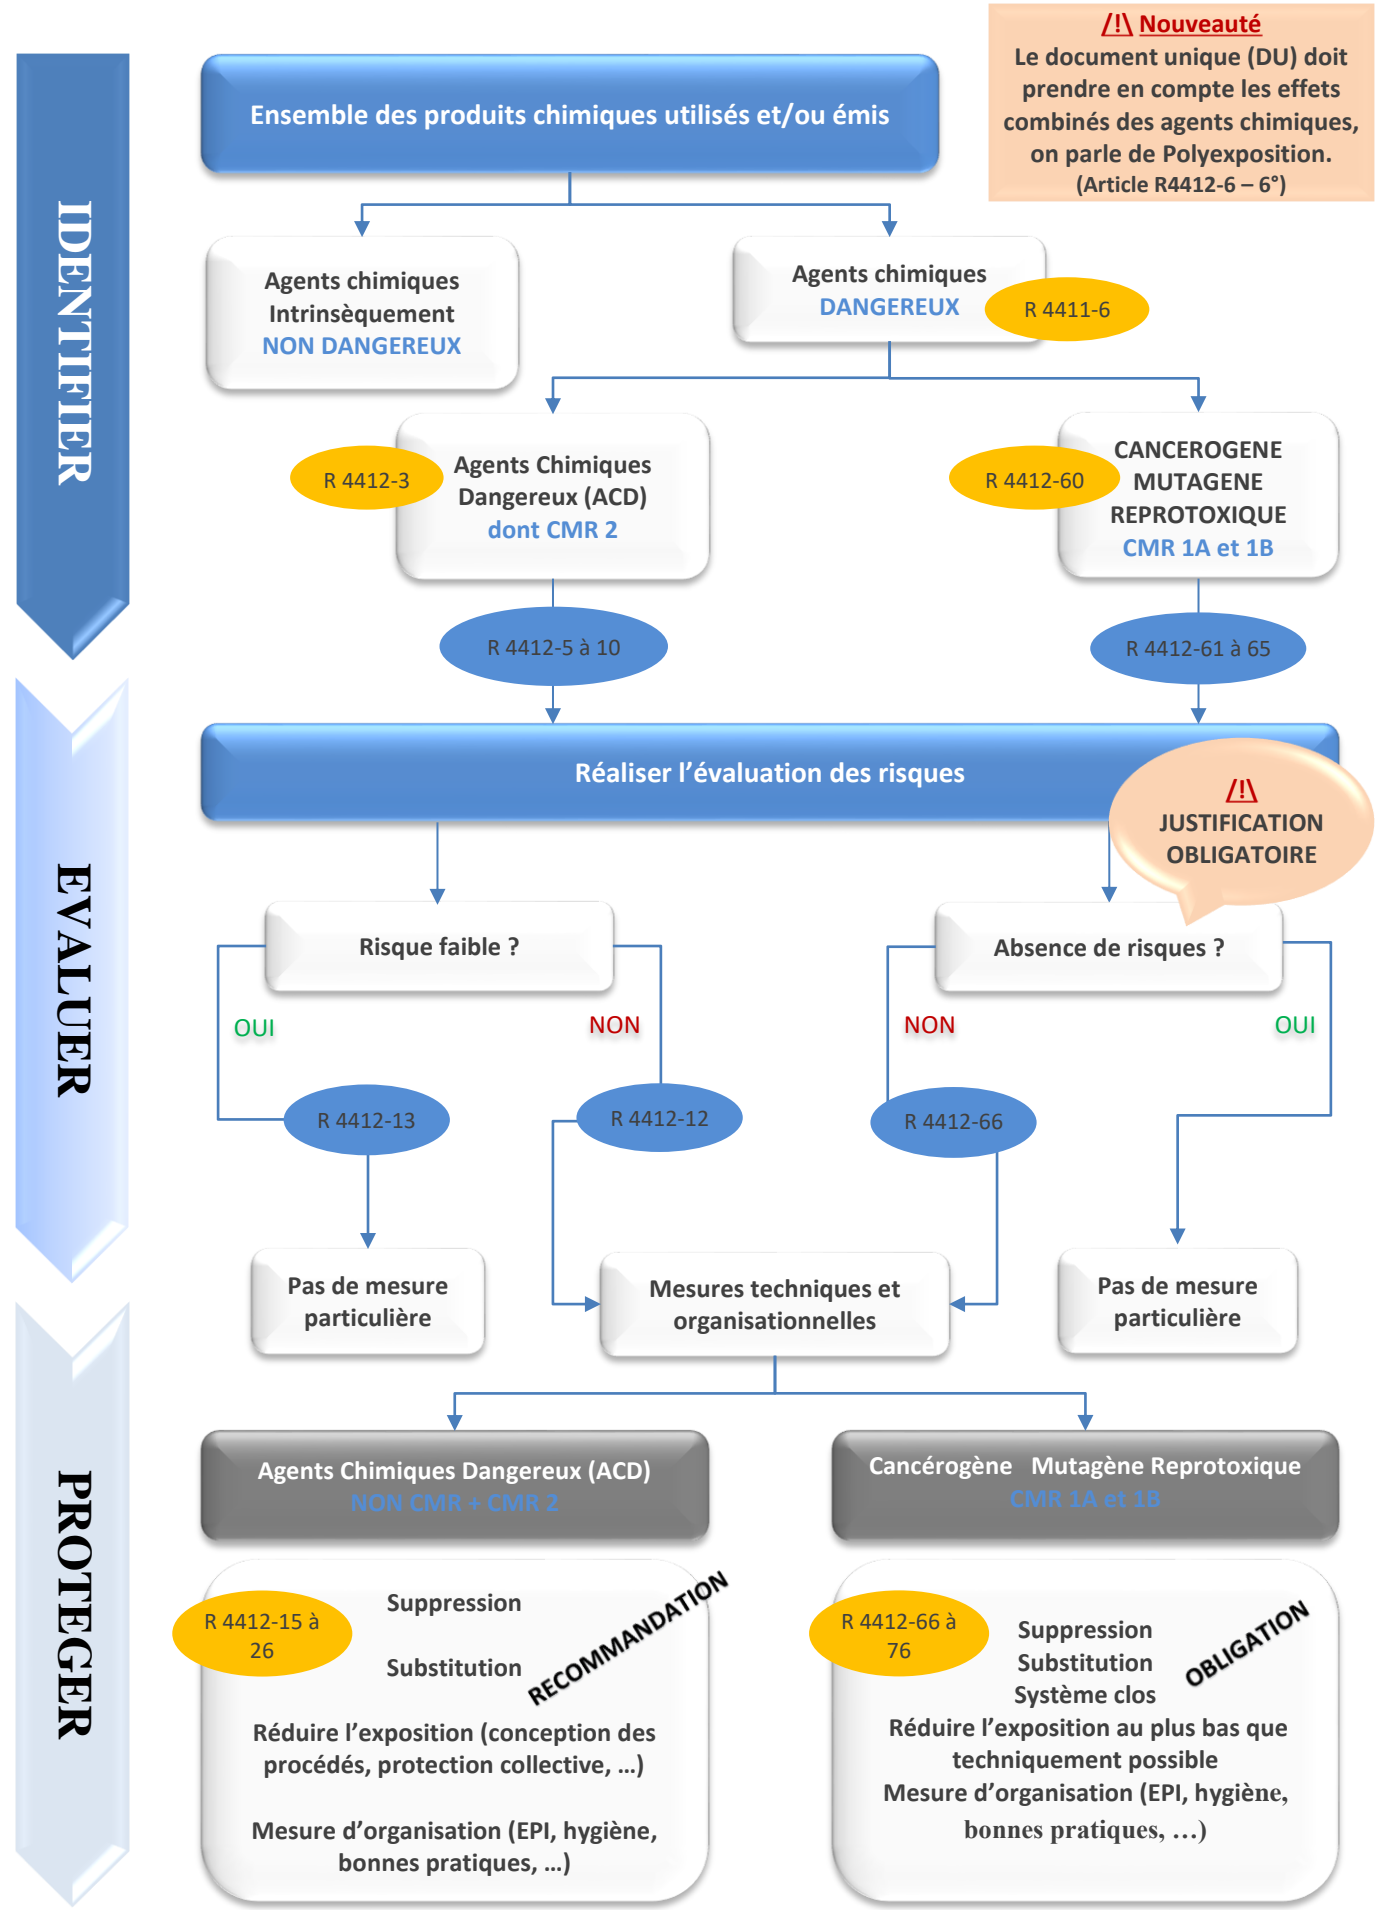 /!\ Nouveauté
Le document unique (DU) doit
prendre en compte les effets
combinés des agents chimiques,
on parle de Polyexposition.
(Article R4412-6 – 6°)
IDENTIFIER
Ensemble des produits chimiques utilisés et/ou émis
Agents chimiques
Intrinsèquement
NON DANGEREUX
Agents chimiques
DANGEREUX
R 4411-6
R 4412-3
Agents Chimiques
Dangereux (ACD)
dont CMR 2
R 4412-60
CANCEROGENE
MUTAGENE
REPROTOXIQUE
CMR 1A et 1B
R 4412-5 à 10
R 4412-61 à 65
EVALUER
Réaliser l’évaluation des risques
/!\
JUSTIFICATION
OBLIGATOIRE
Risque faible ?
Absence de risques ?
OUI
NON
NON
OUI
R 4412-13
R 4412-12
R 4412-66
Pas de mesure
particulière
Mesures techniques et
organisationnelles
Pas de mesure
particulière
PROTEGER
Agents Chimiques Dangereux (ACD)
NON CMR + CMR 2
Cancérogène Mutagène Reprotoxique
CMR 1A et 1B
R 4412-15 à
26
Suppression
Substitution
RECOMMANDATION
Réduire l’exposition (conception des
procédés, protection collective, …)
Mesure d’organisation (EPI, hygiène,
bonnes pratiques, …)
R 4412-66 à
76
Suppression
Substitution
Système clos
OBLIGATION
Réduire l’exposition au plus bas que
techniquement possible
Mesure d’organisation (EPI, hygiène,
bonnes pratiques, …)